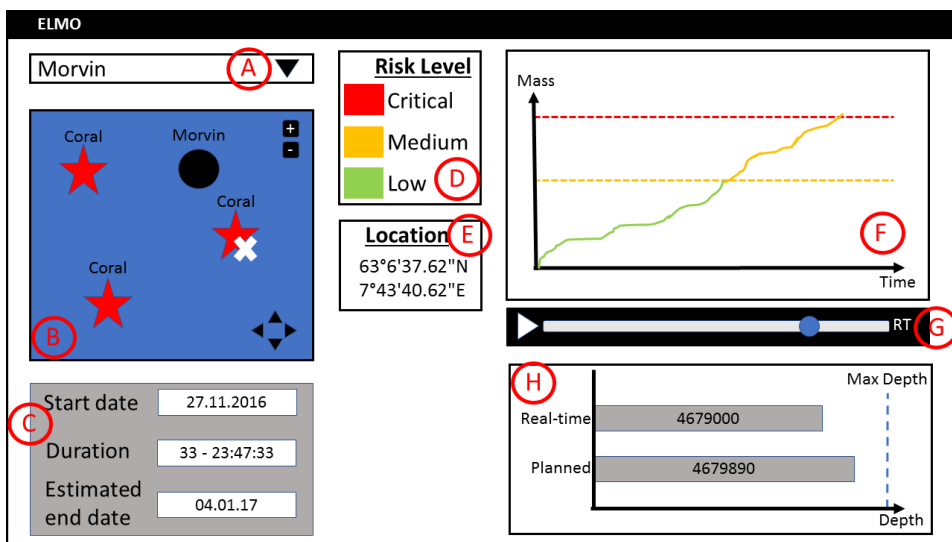 ELMO
Morvin
A
Coral
Morvin
+
-
Coral
Coral
B
C
Start date
27.11.2016
Duration
33 - 23:47:33
Estimated
end date
04.01.17
Risk Level
Critical
Medium
Low
D
Location
E
63°6'37.62"N
7°43'40.62"E
Mass
F
Time
RT
G
H
Max Depth
Real-time
4679000
Planned
4679890
Depth